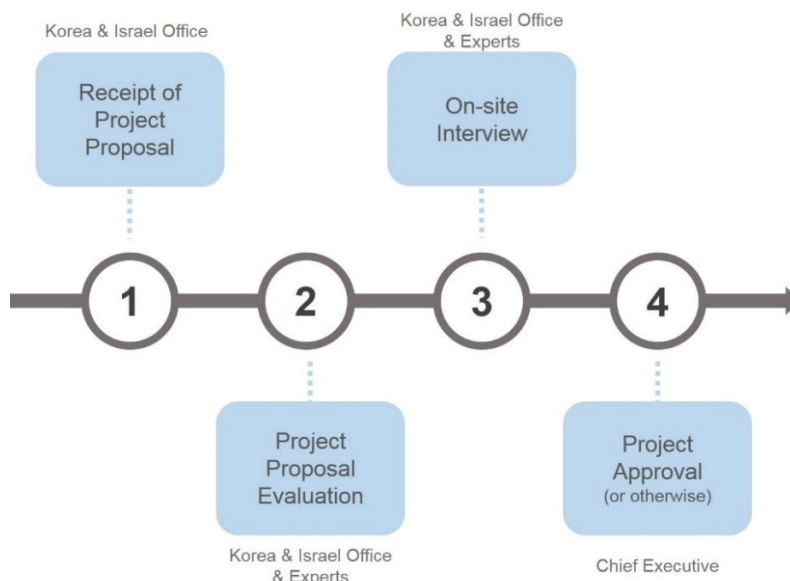 Korea & Israel Office
Receipt of
Project
Proposal
Korea & Israel Office
& Experts
On-site
Interview
1
2
3
4
Project
Proposal
Evaluation
Korea & Israel Office
& Experts
Project
Approval
(or otherwise)
Chief Executive